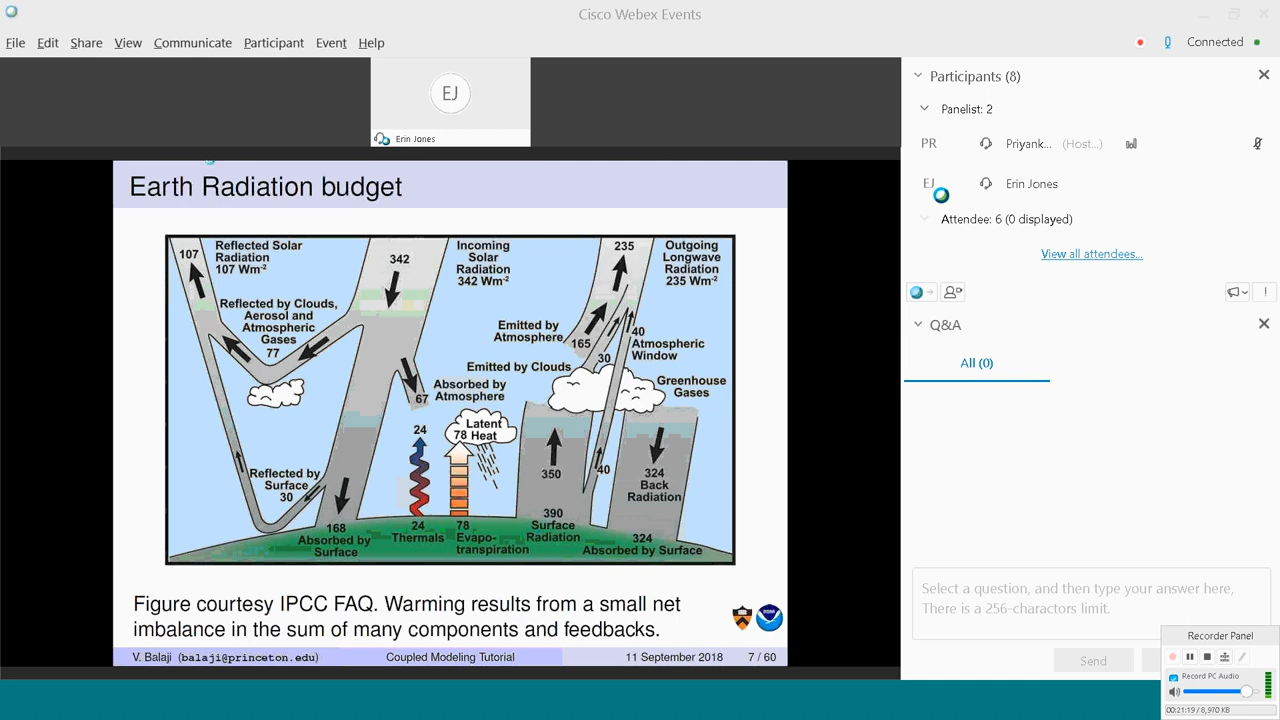 Cisco Webex Events
File Edit Share View Communicate Participant Event Help
Connected
EJ
Erin Jones
Participants (8)
Panelist: 2
PR Priyank... (Host...)
EJ Erin Jones
Attendee: 6 (0 displayed)
View all attendees...
!
Q&A
All (0)
Select a question, and then type your answer here,
There is a 256-characters limit.
Send
Recorder Panel
Record PC Audio
00:21:19 / 8,970 KB
Earth Radiation budget
107
Reflected Solar
Radiation
107 Wm-2
342
Incoming
Solar
Radiation
342 Wm-2
235
Outgoing
Longwave
Radiation
235 Wm-2
Reflected by Clouds,
Aerosol and
Atmospheric
Gases
77
Emitted by
Atmosphere
165
30
40
Atmospheric
Window
Emitted by Clouds
Greenhouse
Gases
67
Absorbed by
Atmosphere
24
Latent
78 Heat
350
40
324
Back
Radiation
Reflected by
Surface
30
168
Absorbed by
Surface
24
Thermals
78
Evapo-
transpiration
390
Surface
Radiation
324
Absorbed by Surface
Figure courtesy IPCC FAQ. Warming results from a small net
imbalance in the sum of many components and feedbacks.
V. Balaji (balaji@princeton.edu) Coupled Modeling Tutorial 11 September 2018 7 / 60